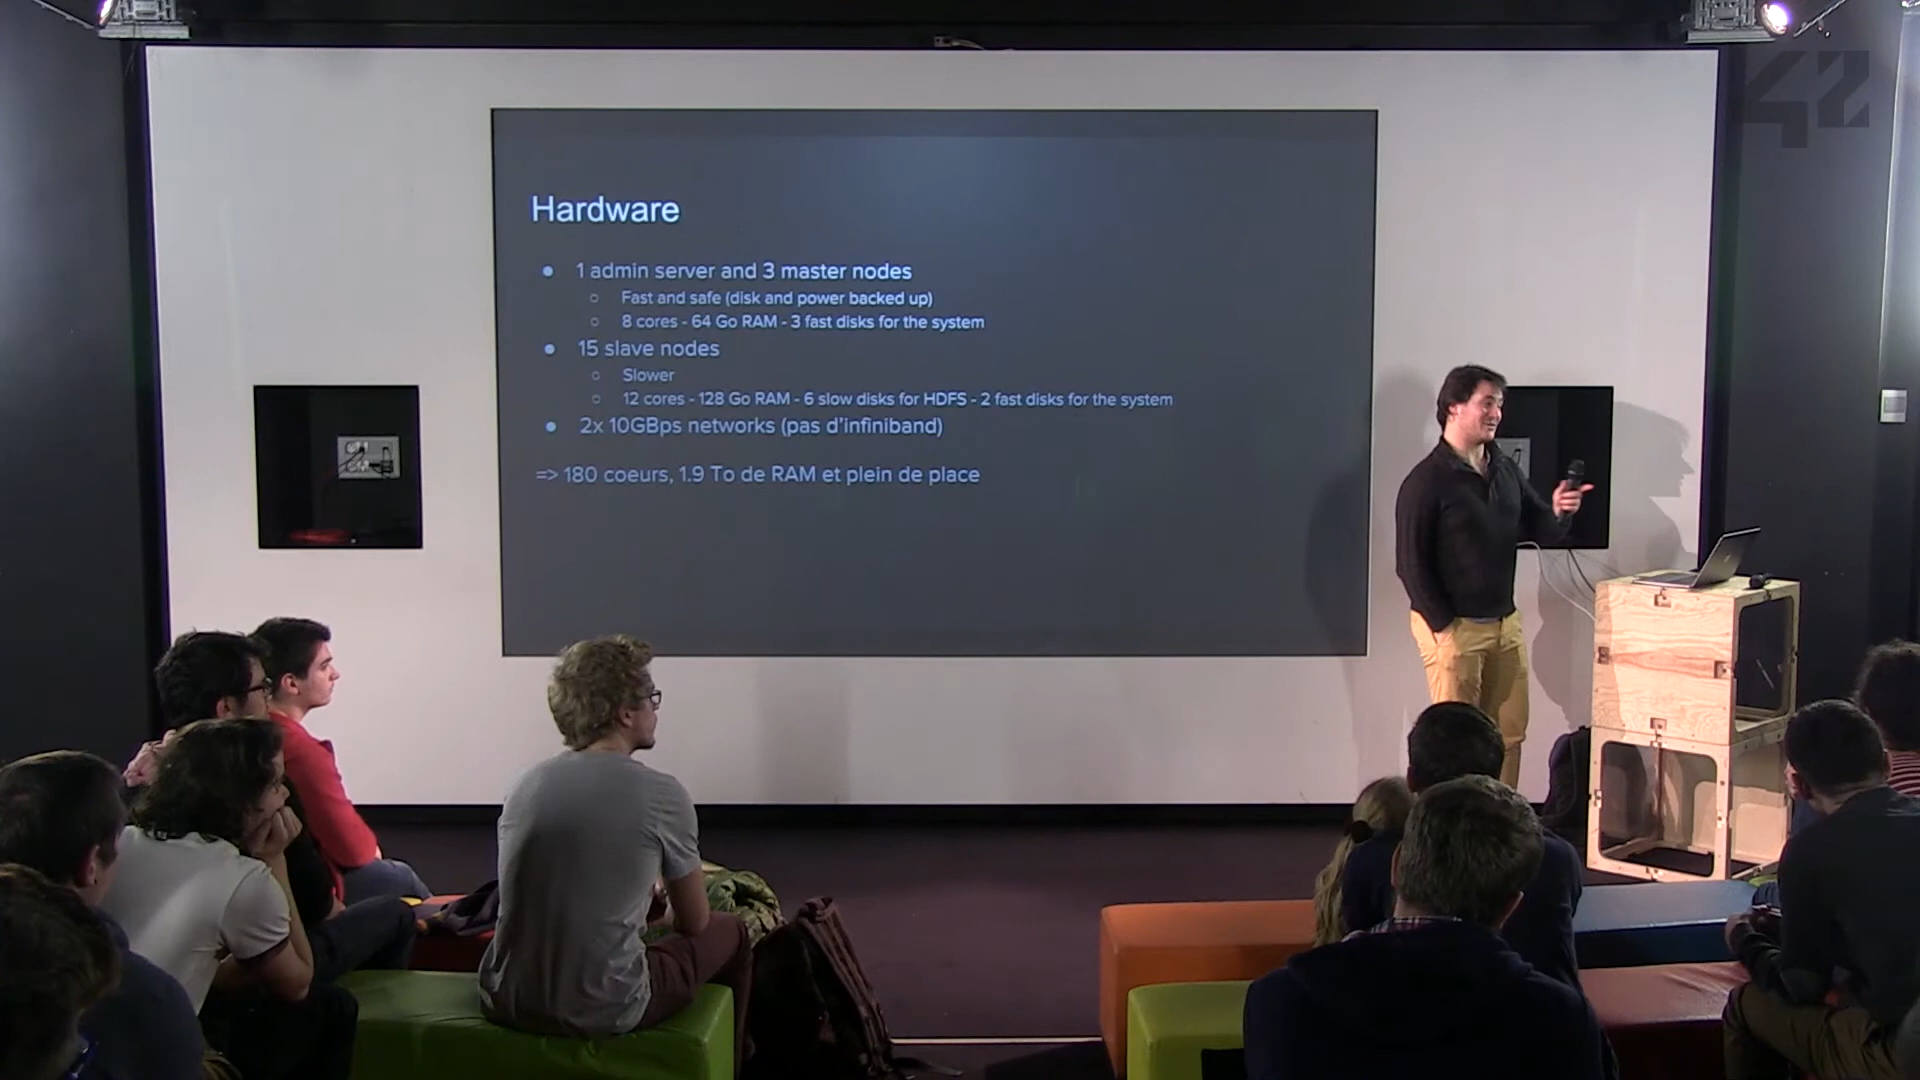 42
Hardware
● 1 admin server and 3 master nodes
○ Fast and safe (disk and power backed up)
○ 8 cores - 64 Go RAM - 3 fast disks for the system
● 15 slave nodes
○ Slower
○ 12 cores - 128 Go RAM - 6 slow disks for HDFS - 2 fast disks for the system
● 2x 10GBps networks (pas d'infiniband)
=> 180 coeurs, 1.9 To de RAM et plein de place